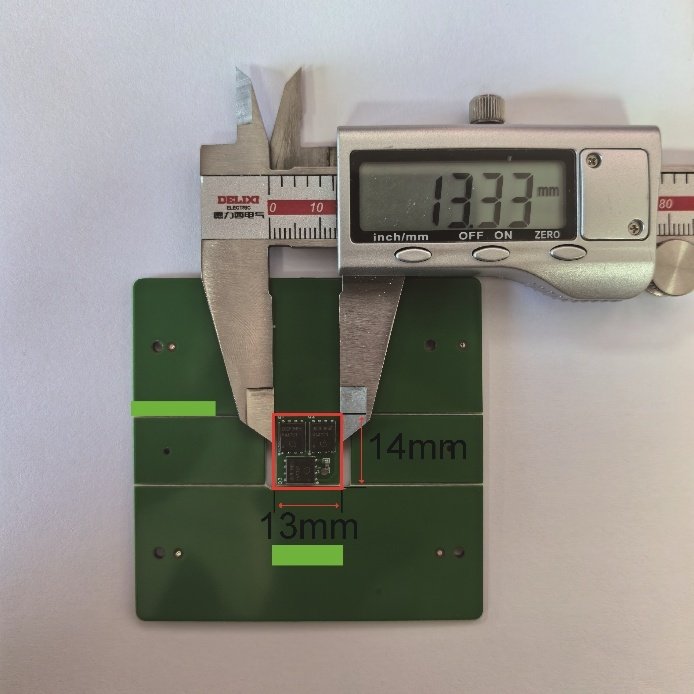 13.33 mm
DELIXI
ELECTRIC
德力西电气
0 10
80
inch/mm OFF ON ZERO
14mm
13mm